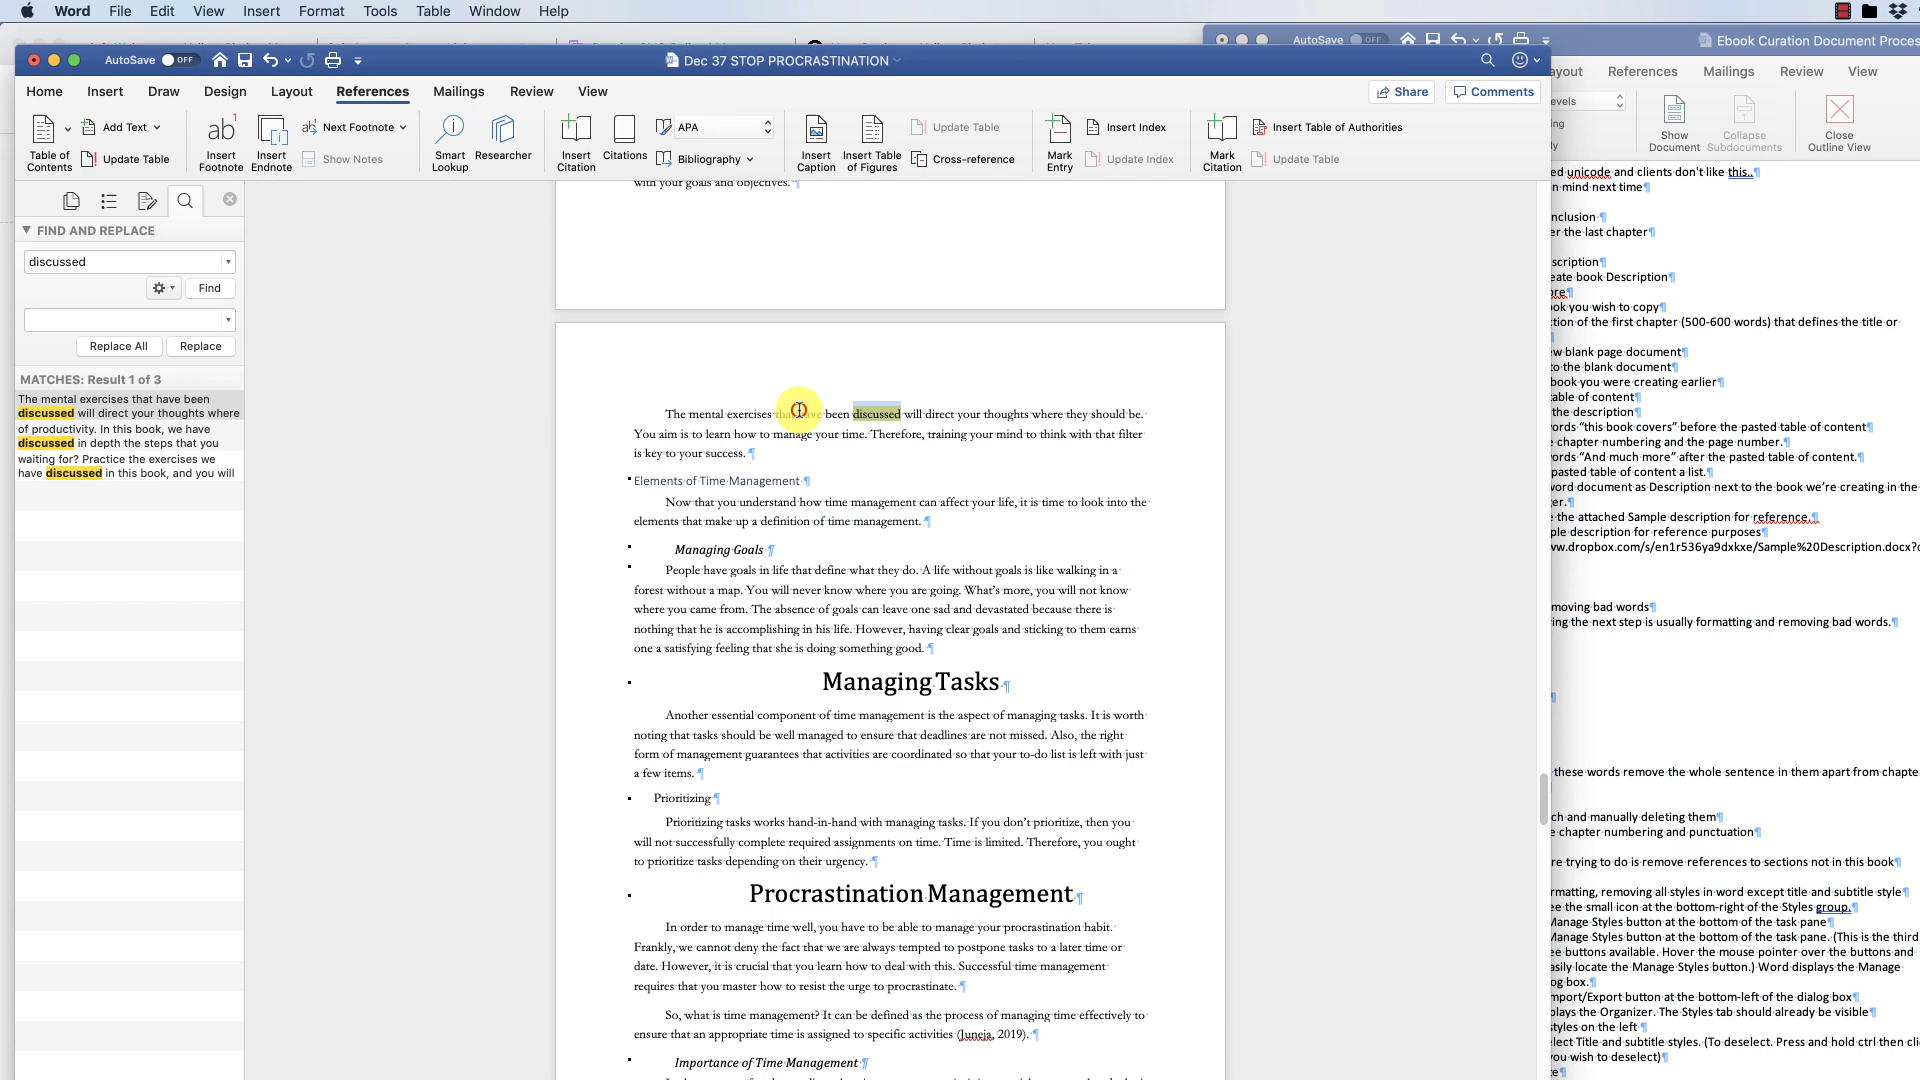 Word File Edit View Insert Format Tools Table Window Help
AutoSave OFF
Dec 37 STOP PROCRASTINATION
AutoSave OFF
Ebook Curation Document Proces
Home Insert Draw Design Layout References Mailings Review View
Share Comments
References Mailings Review View
Table of Contents
Add Text
Update Table
Insert Footnote
Insert Endnote
Next Footnote
Show Notes
Smart Lookup
Researcher
Insert Citation
Citations
APA
Bibliography
Insert Caption
Insert Table of Figures
Update Table
Cross-reference
Mark Entry
Insert Index
Update Index
Mark Citation
Insert Table of Authorities
Update Table
Show Document
Collapse Subdocuments
Close Outline View
FIND AND REPLACE
discussed
Find
Replace All Replace
MATCHES: Result 1 of 3
The mental exercises that have been
discussed will direct your thoughts where
of productivity. In this book, we have
discussed in depth the steps that you
waiting for? Practice the exercises we
have discussed in this book, and you will
with your goals and objectives.¶
The mental exercises that have been discussed will direct your thoughts where they should be.
You aim is to learn how to manage your time. Therefore, training your mind to think with that filter
is key to your success.¶
Elements of Time Management¶
Now that you understand how time management can affect your life, it is time to look into the
elements that make up a definition of time management.¶
Managing Goals¶
People have goals in life that define what they do. A life without goals is like walking in a
forest without a map. You will never know where you are going. What's more, you will not know
where you came from. The absence of goals can leave one sad and devastated because there is
nothing that he is accomplishing in his life. However, having clear goals and sticking to them earns
one a satisfying feeling that she is doing something good.¶
Managing Tasks¶
Another essential component of time management is the aspect of managing tasks. It is worth
noting that tasks should be well managed to ensure that deadlines are not missed. Also, the right
form of management guarantees that activities are coordinated so that your to-do list is left with just
a few items.¶
Prioritizing¶
Prioritizing tasks works hand-in-hand with managing tasks. If you don't prioritize, then you
will not successfully complete required assignments on time. Time is limited. Therefore, you ought
to prioritize tasks depending on their urgency.¶
Procrastination Management¶
In order to manage time well, you have to be able to manage your procrastination habit.
Frankly, we cannot deny the fact that we are always tempted to postpone tasks to a later time or
date. However, it is crucial that you learn how to deal with this. Successful time management
requires that you master how to resist the urge to procrastinate.¶
So, what is time management? It can be defined as the process of managing time effectively to
ensure that an appropriate time is assigned to specific activities (Juneja, 2019).¶
Importance of Time Management¶
ed unicode and clients don't like this..¶
n mind next time¶
nclusion¶
er the last chapter¶
scription¶
eate book Description¶
ore¶
ok you wish to copy¶
tion of the first chapter (500-600 words) that defines the title or
w blank page document¶
to the blank document¶
book you were creating earlier¶
table of content¶
the description¶
ords "this book covers" before the pasted table of content¶
chapter numbering and the page number.¶
ords "And much more" after the pasted table of content.¶
pasted table of content a list.¶
ord document as Description next to the book we're creating in the
er.¶
the attached Sample description for reference.¶
ple description for reference purposes¶
w.dropbox.com/s/en1r536ya9dxkxe/Sample%20Description.docx?
moving bad words¶
ing the next step is usually formatting and removing bad words.¶
these words remove the whole sentence in them apart from chapte
ch and manually deleting them¶
chapter numbering and punctuation¶
re trying to do is remove references to sections not in this book¶
rmatting, removing all styles in word except title and subtitle style¶
ee the small icon at the bottom-right of the Styles group.¶
Manage Styles button at the bottom of the task pane¶
Manage Styles button at the bottom of the task pane. (This is the third
ee buttons available. Hover the mouse pointer over the buttons and
asily locate the Manage Styles button.) Word displays the Manage
og box.¶
mport/Export button at the bottom-left of the dialog box¶
plays the Organizer. The Styles tab should already be visible¶
styles on the left¶
lect Title and subtitle styles. (To deselect. Press and hold ctrl then cli
you wish to deselect)¶